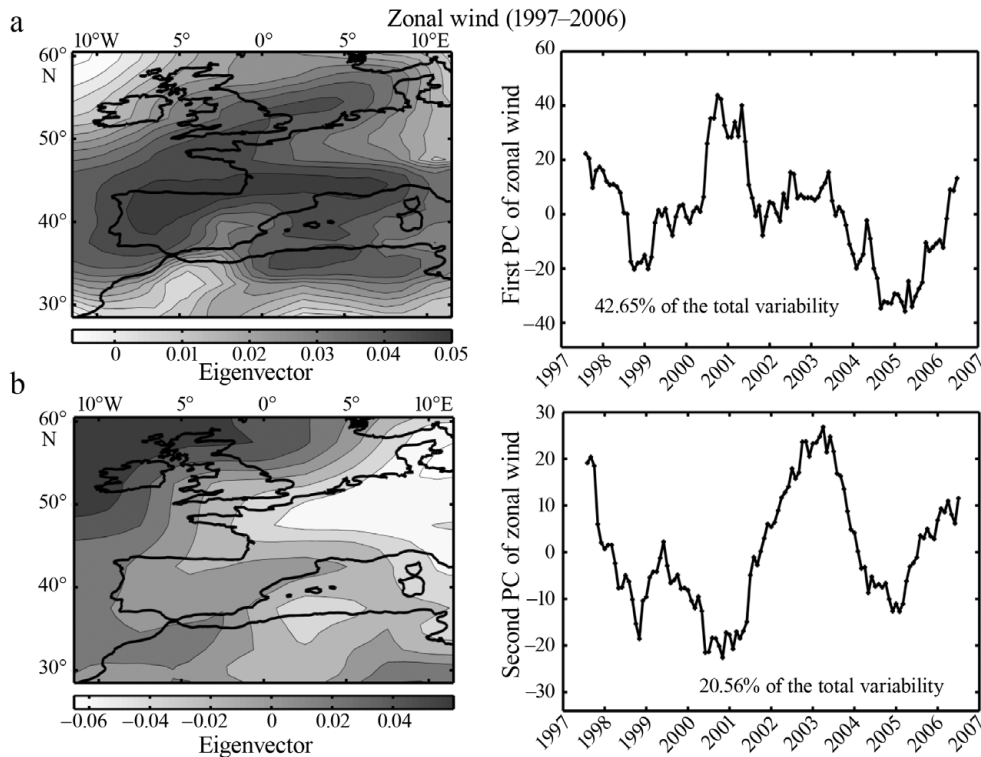 Zonal wind (1997–2006)
a
10°W 5° 0° 5° 10°E
60°
N
50°
40°
30°
0 0.01 0.02 0.03 0.04 0.05
Eigenvector
First PC of zonal wind
60
40
20
0
–20
–40
–60
42.65% of the total variability
1997 1998 1999 2000 2001 2002 2003 2004 2005 2006 2007
b
10°W 5° 0° 5° 10°E
60°
N
50°
40°
30°
–0.06 –0.04 –0.02 0 0.02 0.04
Eigenvector
Second PC of zonal wind
30
20
10
0
–10
–20
–30
20.56% of the total variability
1997 1998 1999 2000 2001 2002 2003 2004 2005 2006 2007